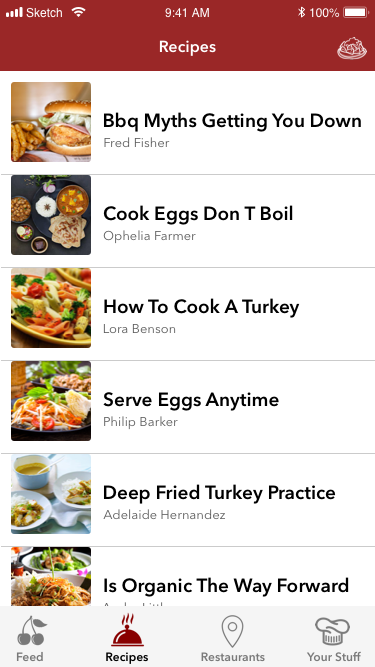 Sketch 9:41 AM 100%
Recipes
Bbq Myths Getting You Down
Fred Fisher
Cook Eggs Don T Boil
Ophelia Farmer
How To Cook A Turkey
Lora Benson
Serve Eggs Anytime
Philip Barker
Deep Fried Turkey Practice
Adelaide Hernandez
Is Organic The Way Forward
Feed Recipes Restaurants Your Stuff